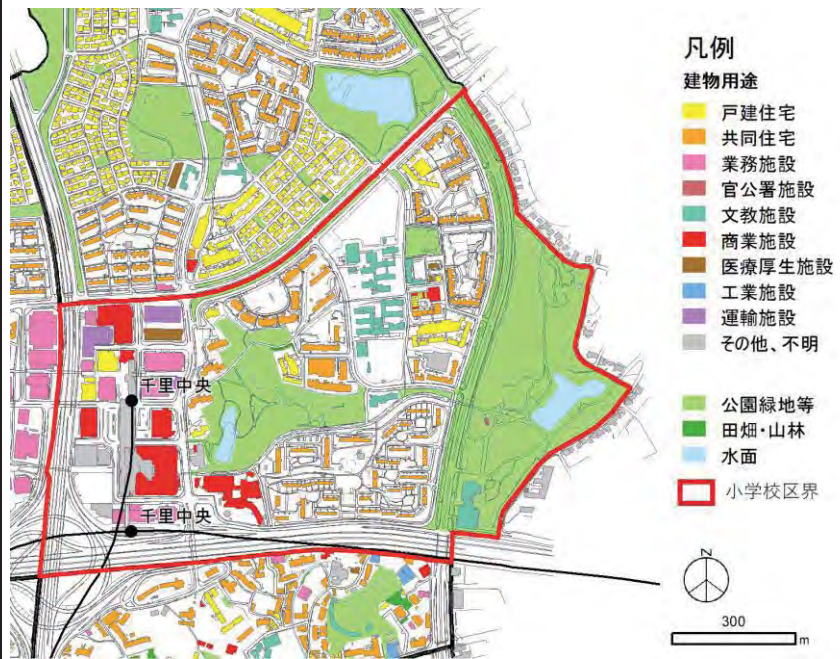 凡例
建物用途
戸建住宅
共同住宅
業務施設
官公署施設
文教施設
商業施設
医療厚生施設
工業施設
運輸施設
その他、不明
公園緑地等
田畑・山林
水面
小学校区界
千里中央
千里中央
N
300
m